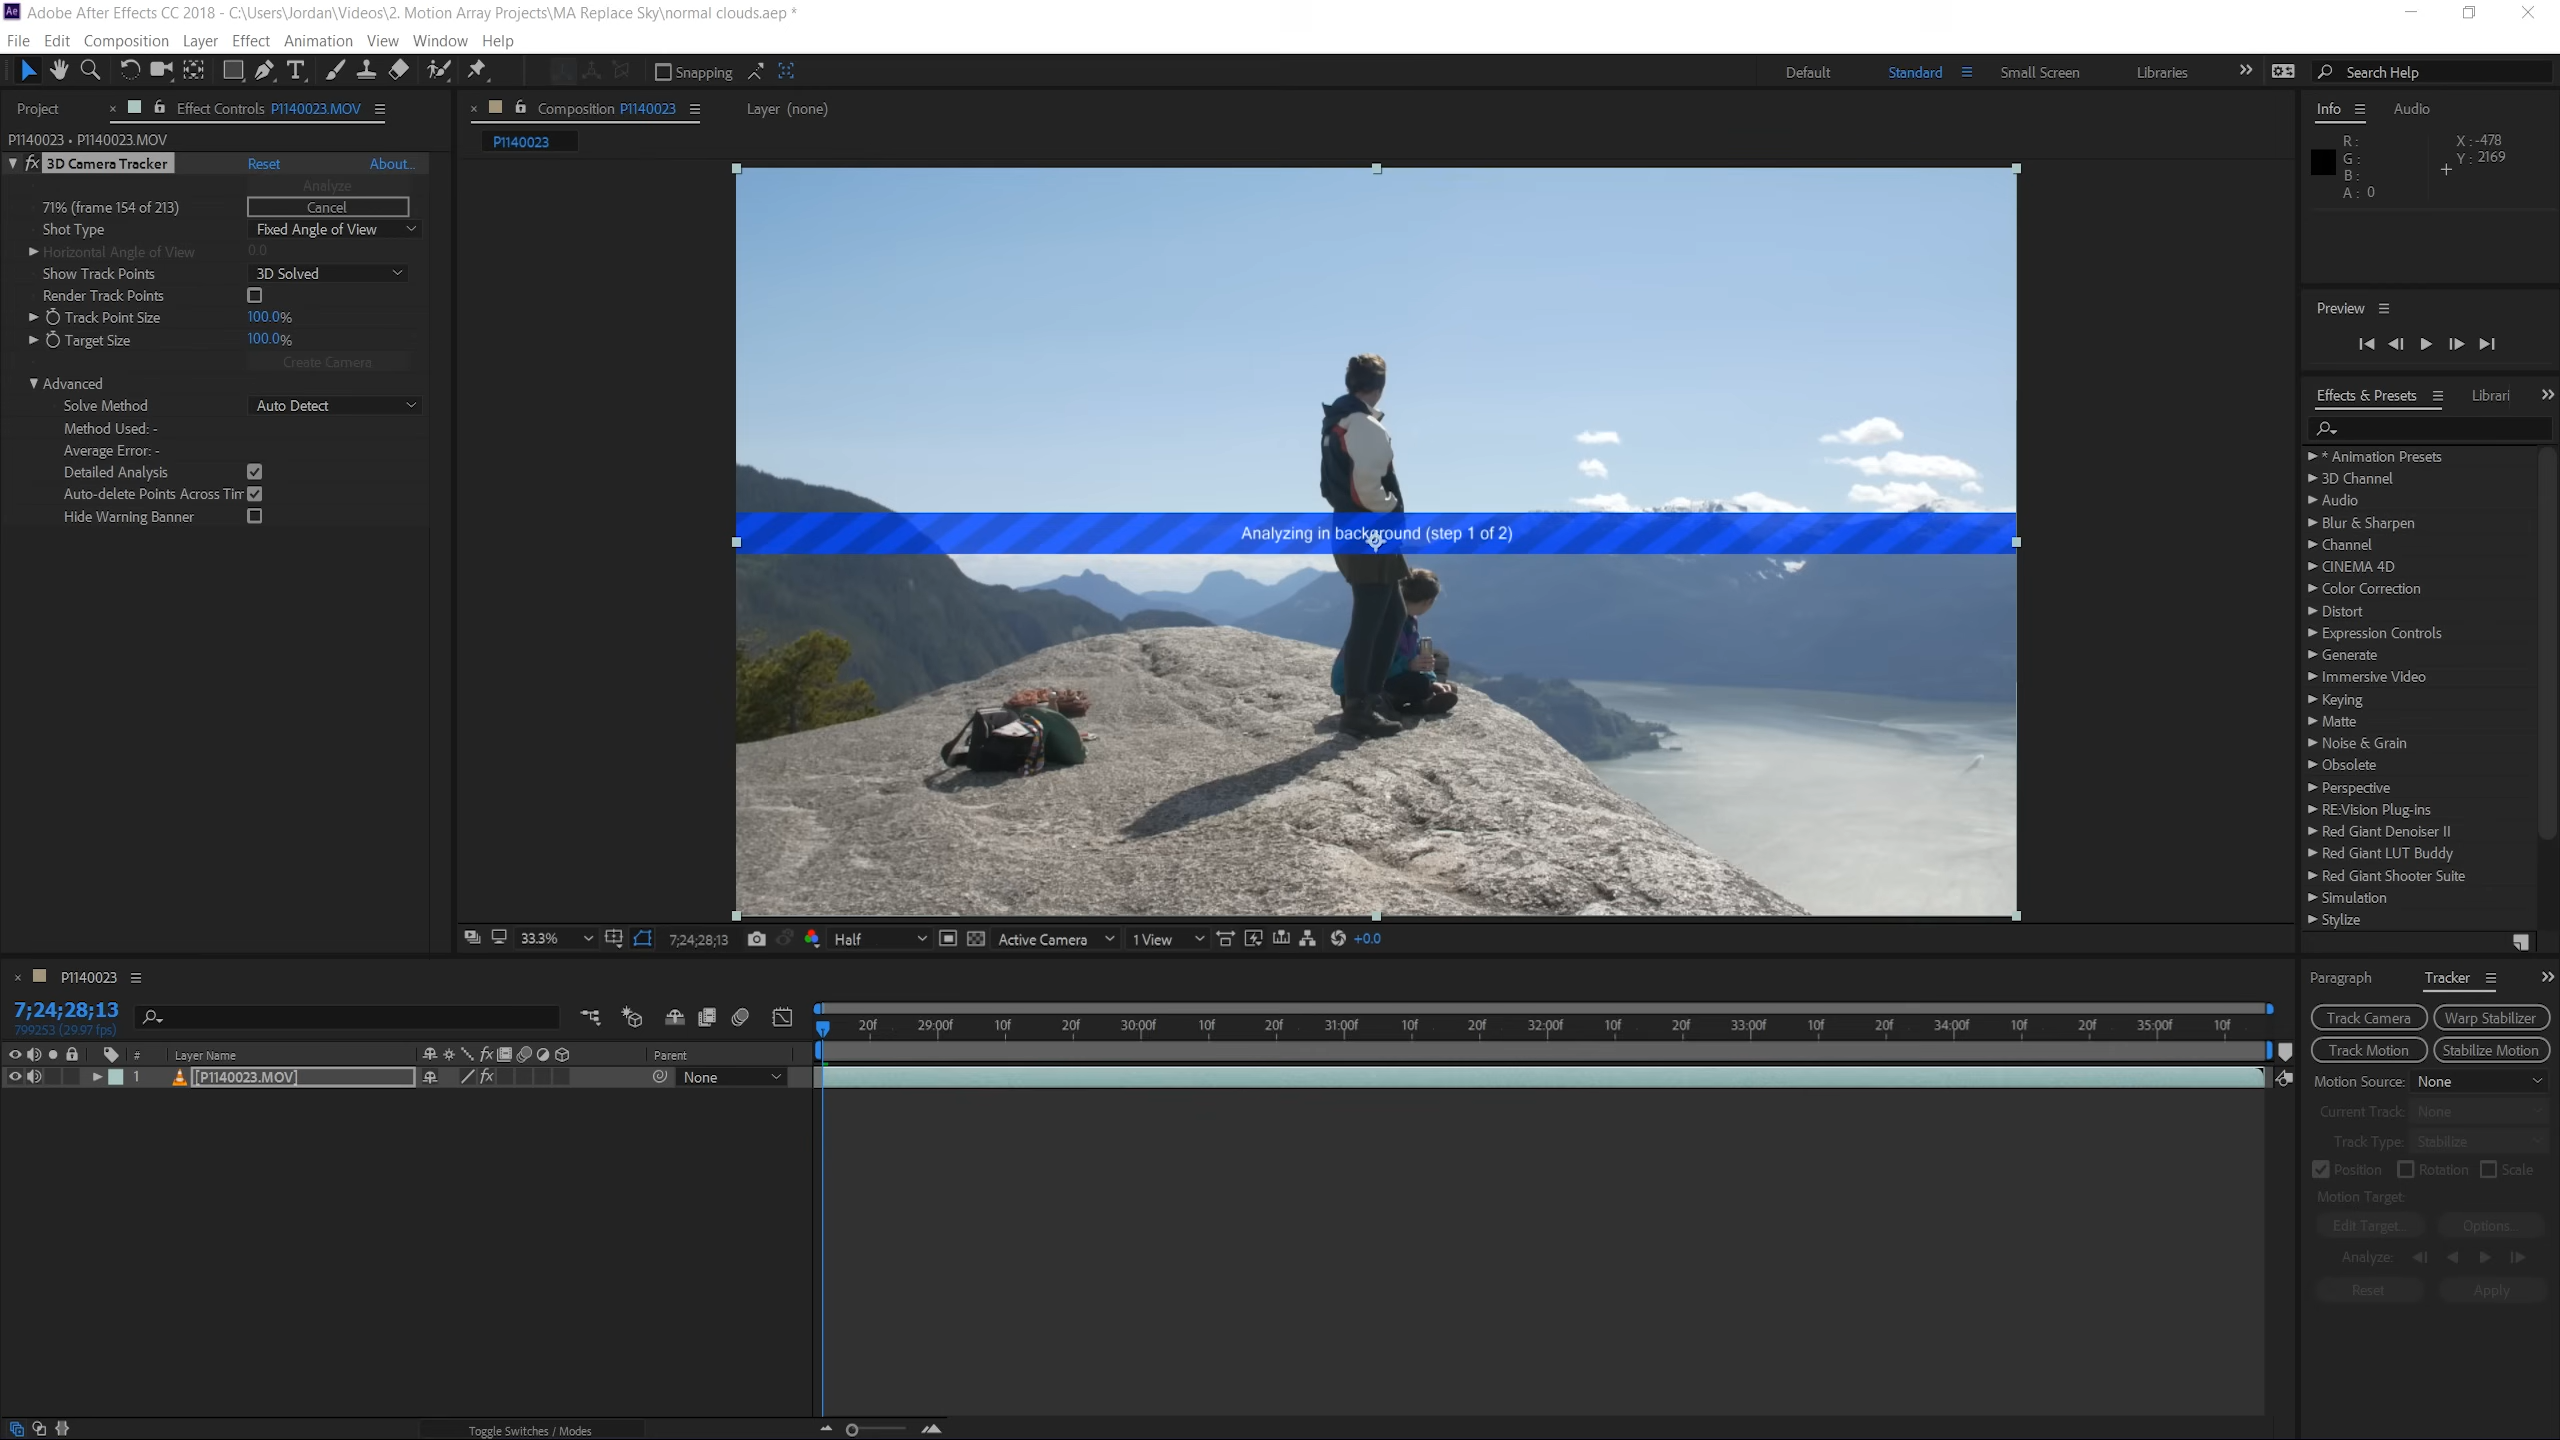 Adobe After Effects CC 2018 - C:\Users\Jordan\Videos\2. Motion Array Projects\MA Replace Sky\normal clouds.aep *
File Edit Composition Layer Effect Animation View Window Help
Snapping
Default Standard Small Screen Libraries Search Help
Project
Effect Controls P1140023.MOV
Composition P1140023
Layer (none)
Info Audio
P1140023 • P1140023.MOV
P1140023
3D Camera Tracker Reset About...
Analyze
71% (frame 154 of 213) Cancel
Shot Type Fixed Angle of View
Horizontal Angle of View 0.0
Show Track Points 3D Solved
Render Track Points
Track Point Size 100.0%
Target Size 100.0%
Create Camera
Advanced
Solve Method Auto Detect
Method Used: -
Average Error: -
Detailed Analysis
Auto-delete Points Across Tim
Hide Warning Banner
Analyzing in background (step 1 of 2)
R :
G :
B :
A : 0
X : -478
Y : 2169
Preview
Effects & Presets Librari
* Animation Presets
3D Channel
Audio
Blur & Sharpen
Channel
CINEMA 4D
Color Correction
Distort
Expression Controls
Generate
Immersive Video
Keying
Matte
Noise & Grain
Obsolete
Perspective
RE:Vision Plug-ins
Red Giant Denoiser II
Red Giant LUT Buddy
Red Giant Shooter Suite
Simulation
Stylize
33.3% 7;24;28;13 Half Active Camera 1 View +0.0
P1140023
7;24;28;13
799253 (29.97 fps)
20f 29:00f 10f 20f 30:00f 10f 20f 31:00f 10f 20f 32:00f 10f 20f 33:00f 10f 20f 34:00f 10f 20f 35:00f 10f
# Layer Name Parent
1 [P1140023.MOV] None
Paragraph Tracker
Track Camera Warp Stabilizer
Track Motion Stabilize Motion
Motion Source: None
Current Track: None
Track Type: Stabilize
Position Rotation Scale
Motion Target:
Edit Target... Options...
Analyze:
Reset Apply
Toggle Switches / Modes